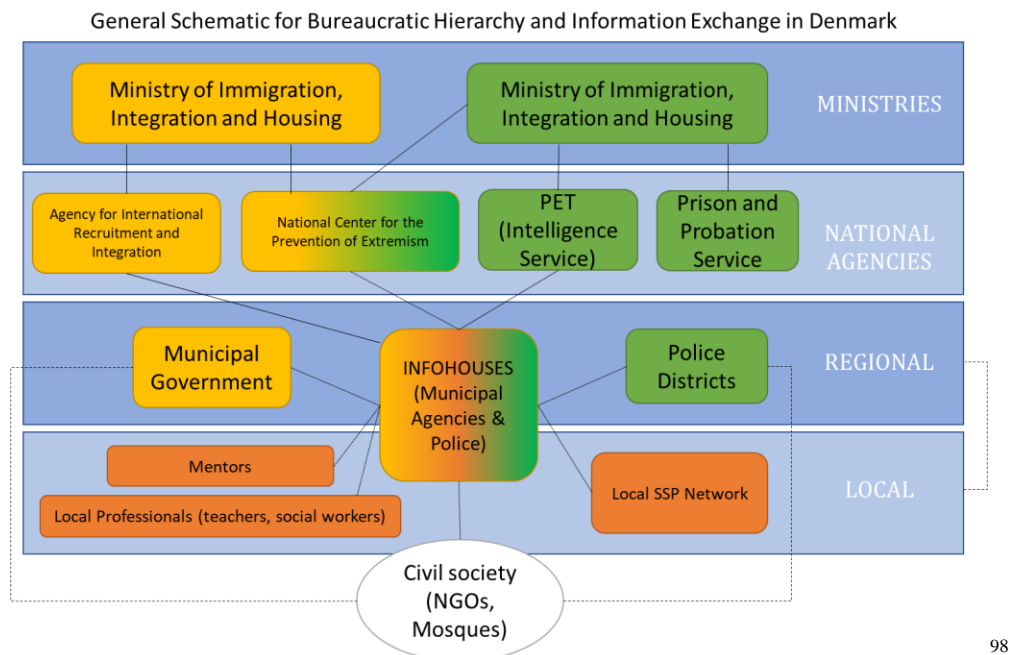 General Schematic for Bureaucratic Hierarchy and Information Exchange in Denmark
Ministry of Immigration,
Integration and Housing
Ministry of Immigration,
Integration and Housing
MINISTRIES
Agency for International
Recruitment and
Integration
National Center for the
Prevention of Extremism
PET
(Intelligence
Service)
Prison and
Probation
Service
NATIONAL
AGENCIES
Municipal
Government
INFOHOUSES
(Municipal
Agencies &
Police)
Police
Districts
REGIONAL
Mentors
Local Professionals (teachers, social workers)
Local SSP Network
LOCAL
Civil society
(NGOs,
Mosques)
98